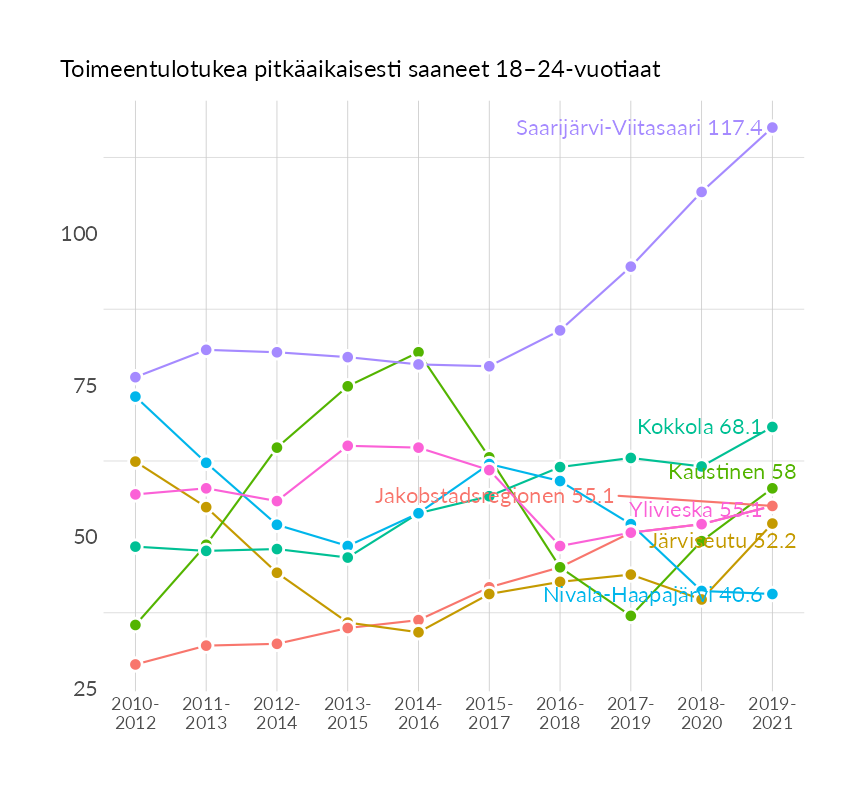 Toimeentulotukea pitkäaikaisesti saaneet 18–24-vuotiaat
Saarijärvi-Viitasaari 117.4
100
75
Kokkola 68.1
Kaustinen 58
Jakobstadsregionen 55.1
Ylivieska 55.1
50
Järviseutu 52.2
Nivala-Haapajärvi 40.6
25
2010- 2011- 2012- 2013- 2014- 2015- 2016- 2017- 2018- 2019-
2012 2013 2014 2015 2016 2017 2018 2019 2020 2021